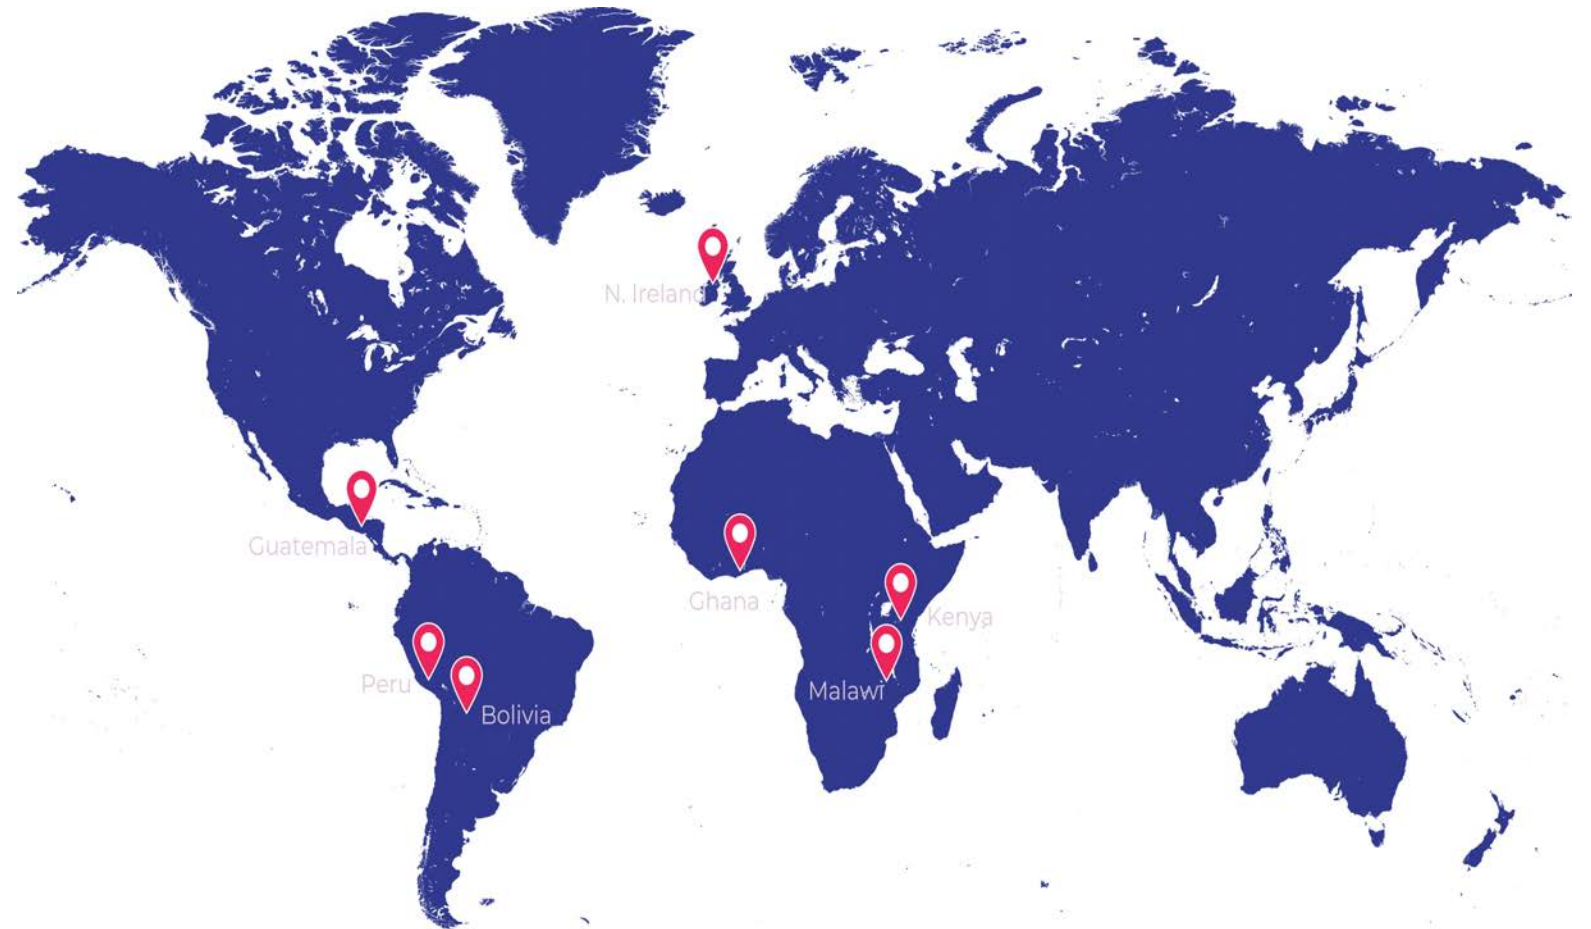 N. Ireland
Guatemala
Ghana
Kenya
Peru
Malawi
Bolivia